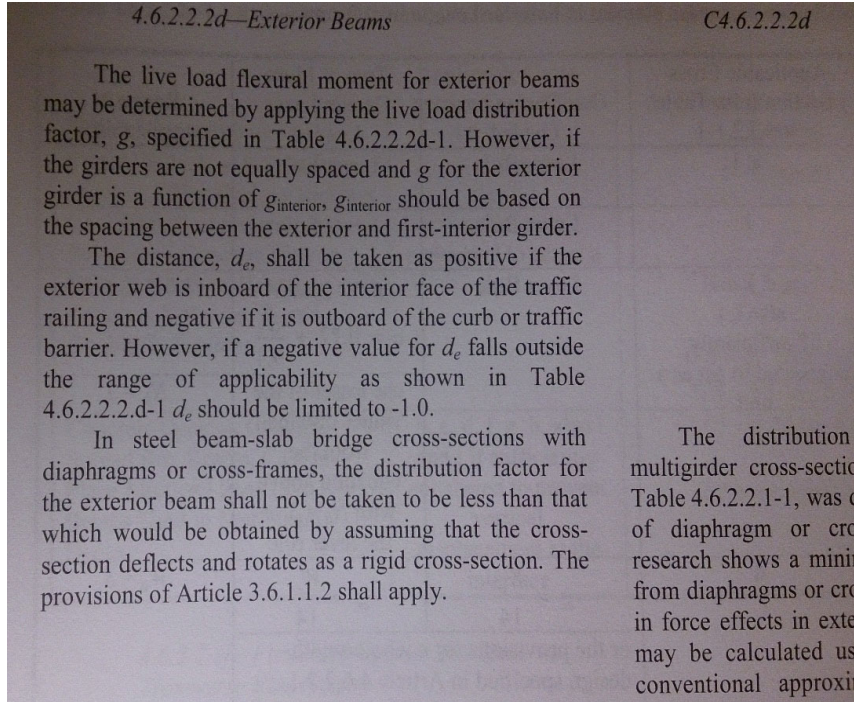 4.6.2.2.2d—Exterior Beams
The live load flexural moment for exterior beams
may be determined by applying the live load distribution
factor, g, specified in Table 4.6.2.2.2d-1. However, if
the girders are not equally spaced and g for the exterior
girder is a function of ginterior, ginterior should be based on
the spacing between the exterior and first-interior girder.
The distance, de, shall be taken as positive if the
exterior web is inboard of the interior face of the traffic
railing and negative if it is outboard of the curb or traffic
barrier. However, if a negative value for de falls outside
the range of applicability as shown in Table
4.6.2.2.2.d-1 de should be limited to -1.0.
In steel beam-slab bridge cross-sections with
diaphragms or cross-frames, the distribution factor for
the exterior beam shall not be taken to be less than that
which would be obtained by assuming that the cross-
section deflects and rotates as a rigid cross-section. The
provisions of Article 3.6.1.1.2 shall apply.
C4.6.2.2.2d
The distribution
multigirder cross-sectio
Table 4.6.2.2.1-1, was
of diaphragm or cro
research shows a mini
from diaphragms or cro
in force effects in exte
may be calculated us
conventional approxi